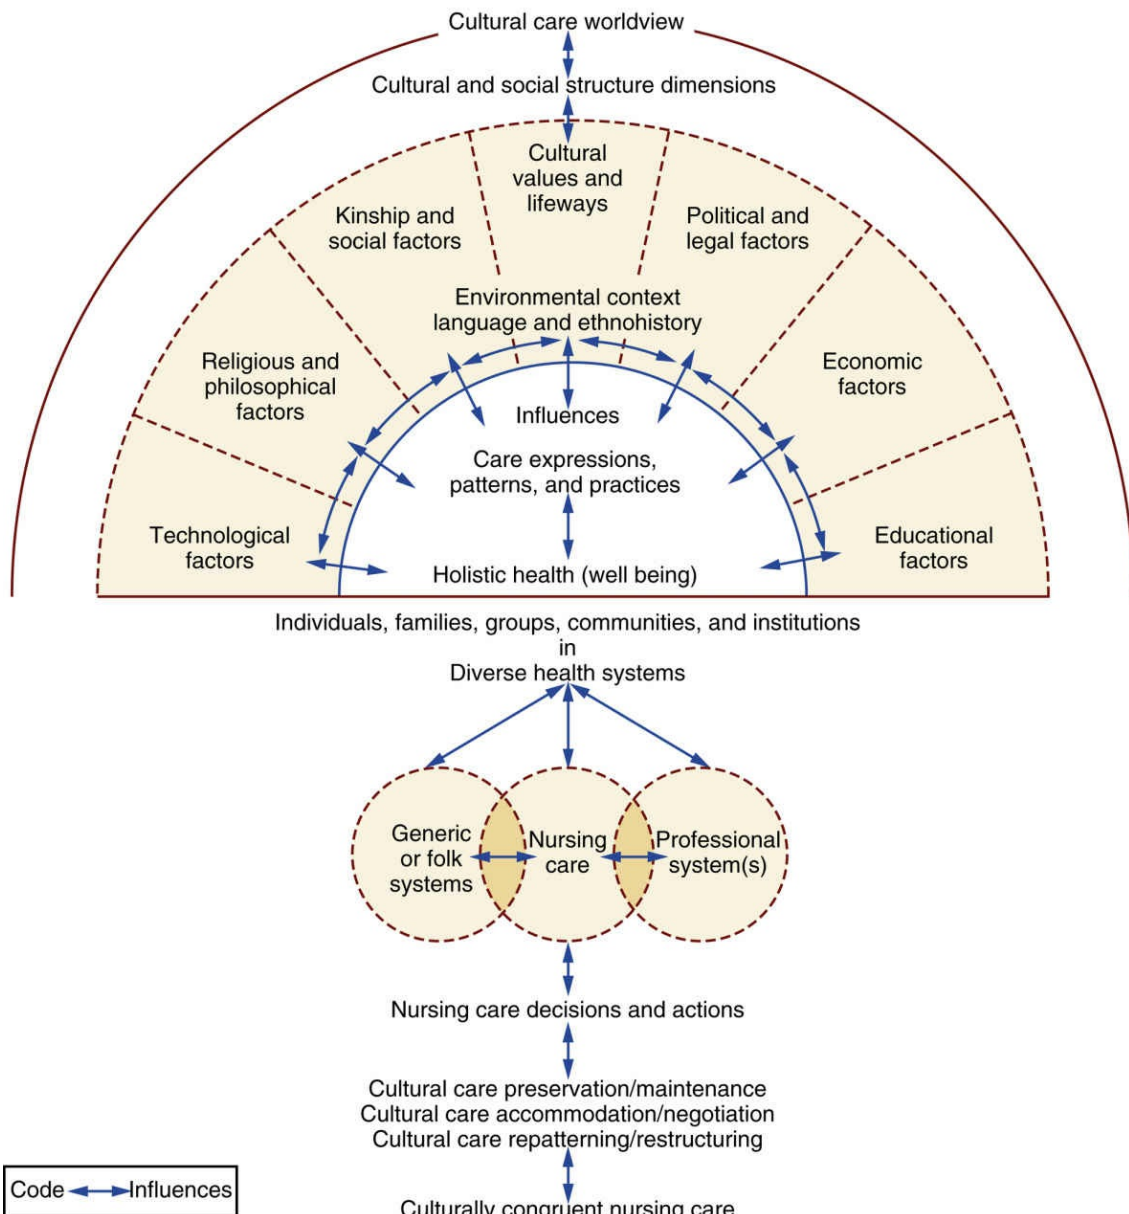 Cultural care worldview
Cultural and social structure dimensions
Cultural
values and
lifeways
Kinship and
social factors
Political and
legal factors
Environmental context
language and ethnohistory
Religious and
philosophical
factors
Economic
factors
Influences
Care expressions,
patterns, and practices
Technological
factors
Educational
factors
Holistic health (well being)
Individuals, families, groups, communities, and institutions
in
Diverse health systems
Generic
or folk
systems
Nursing
care
Professional
system(s)
Nursing care decisions and actions
Cultural care preservation/maintenance
Cultural care accommodation/negotiation
Cultural care repatterning/restructuring
Code Influences
Culturally congruent nursing care